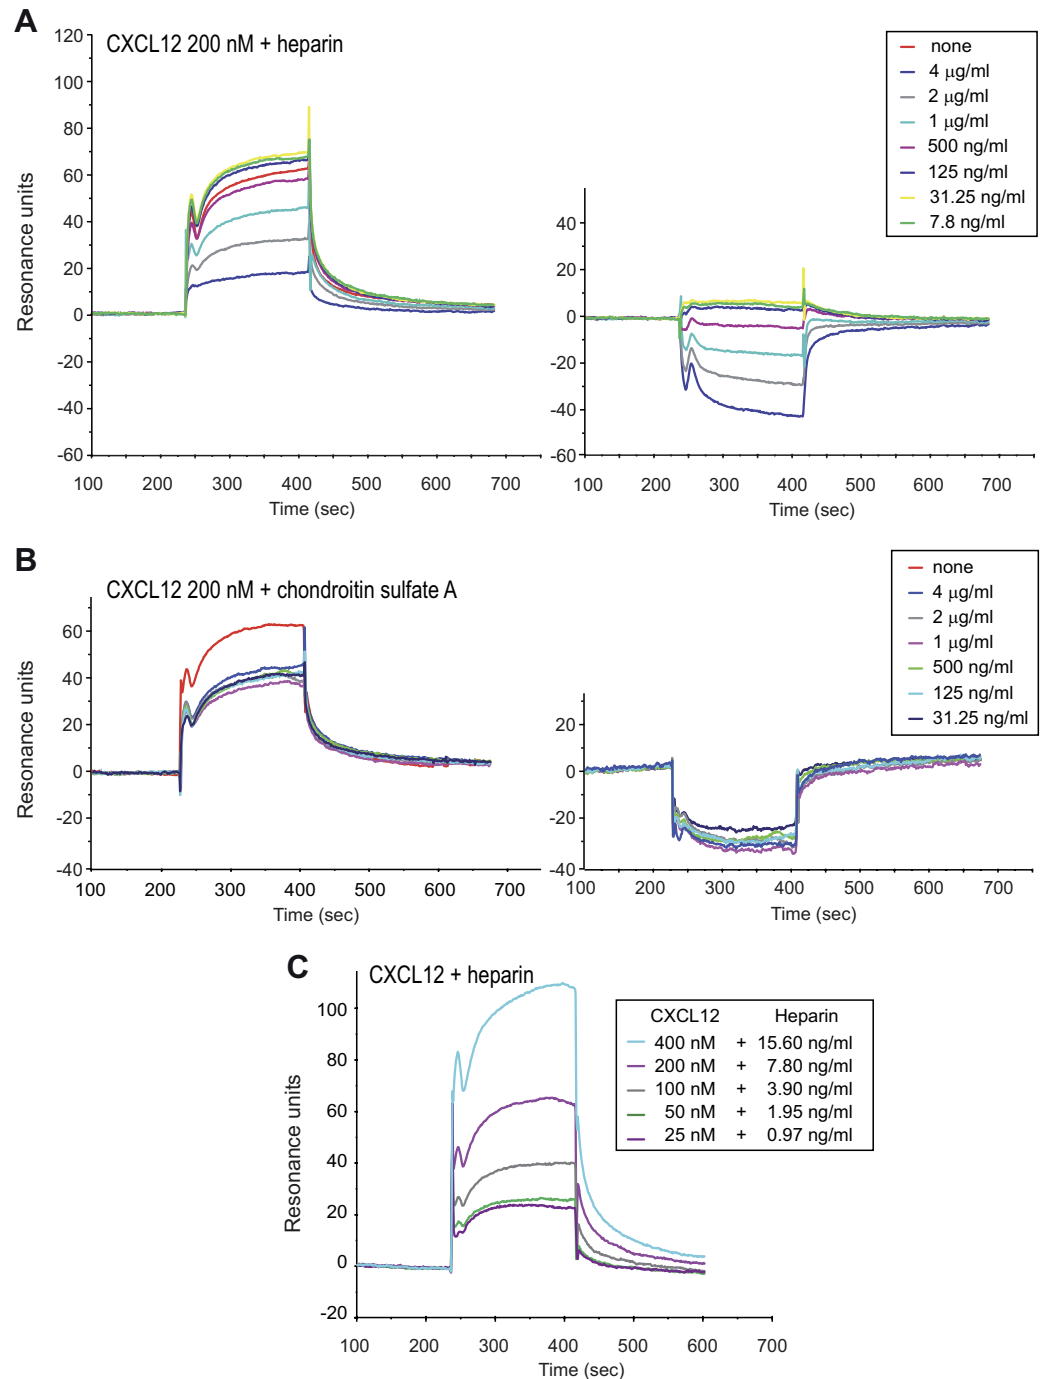 A
CXCL12 200 nM + heparin
Resonance units
120
100
80
60
40
20
0
-20
-40
-60
100 200 300 400 500 600 700
Time (sec)
40
20
0
-20
-40
-60
100 200 300 400 500 600 700
Time (sec)
none
4 μg/ml
2 μg/ml
1 μg/ml
500 ng/ml
125 ng/ml
31.25 ng/ml
7.8 ng/ml
B
CXCL12 200 nM + chondroitin sulfate A
Resonance units
60
40
20
0
-20
-40
100 200 300 400 500 600 700
Time (sec)
20
0
-20
-40
100 200 300 400 500 600 700
Time (sec)
none
4 μg/ml
2 μg/ml
1 μg/ml
500 ng/ml
125 ng/ml
31.25 ng/ml
C
CXCL12 + heparin
Resonance units
100
80
60
40
20
0
-20
100 200 300 400 500 600 700
Time (sec)
CXCL12 Heparin
400 nM + 15.60 ng/ml
200 nM + 7.80 ng/ml
100 nM + 3.90 ng/ml
50 nM + 1.95 ng/ml
25 nM + 0.97 ng/ml